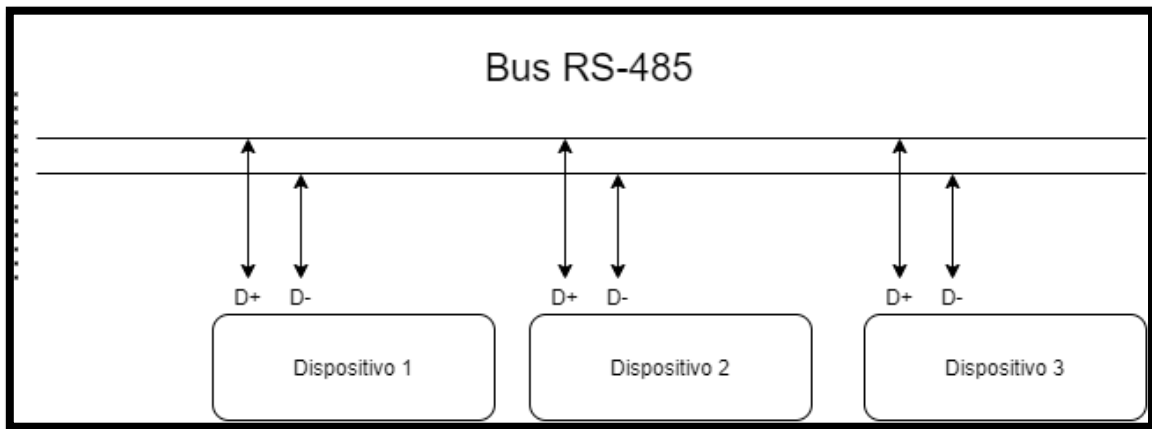 Bus RS-485
D+ D- D+ D- D+ D-
Dispositivo 1 Dispositivo 2 Dispositivo 3